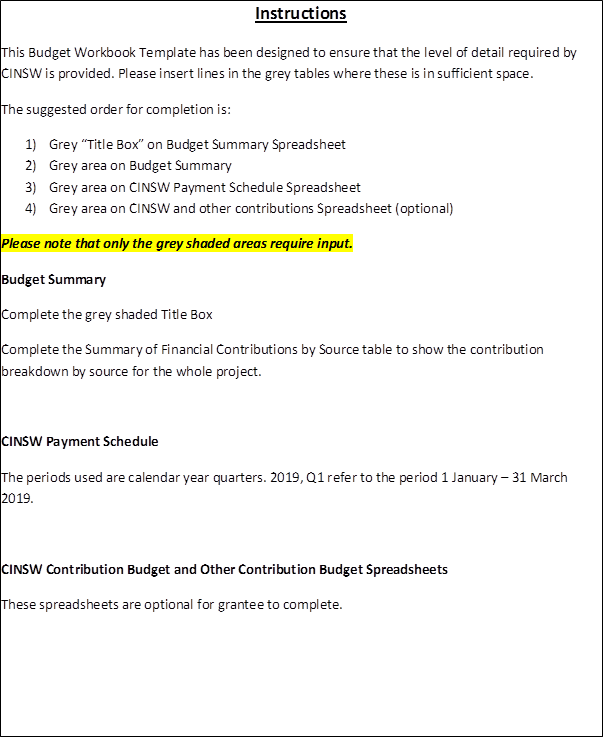 Instructions
This Budget Workbook Template has been designed to ensure that the level of detail required by
CINSW is provided. Please insert lines in the grey tables where these is in sufficient space.
The suggested order for completion is:
1) Grey “Title Box” on Budget Summary Spreadsheet
2) Grey area on Budget Summary
3) Grey area on CINSW Payment Schedule Spreadsheet
4) Grey area on CINSW and other contributions Spreadsheet (optional)
Please note that only the grey shaded areas require input.
Budget Summary
Complete the grey shaded Title Box
Complete the Summary of Financial Contributions by Source table to show the contribution
breakdown by source for the whole project.
CINSW Payment Schedule
The periods used are calendar year quarters. 2019, Q1 refer to the period 1 January – 31 March
2019.
CINSW Contribution Budget and Other Contribution Budget Spreadsheets
These spreadsheets are optional for grantee to complete.